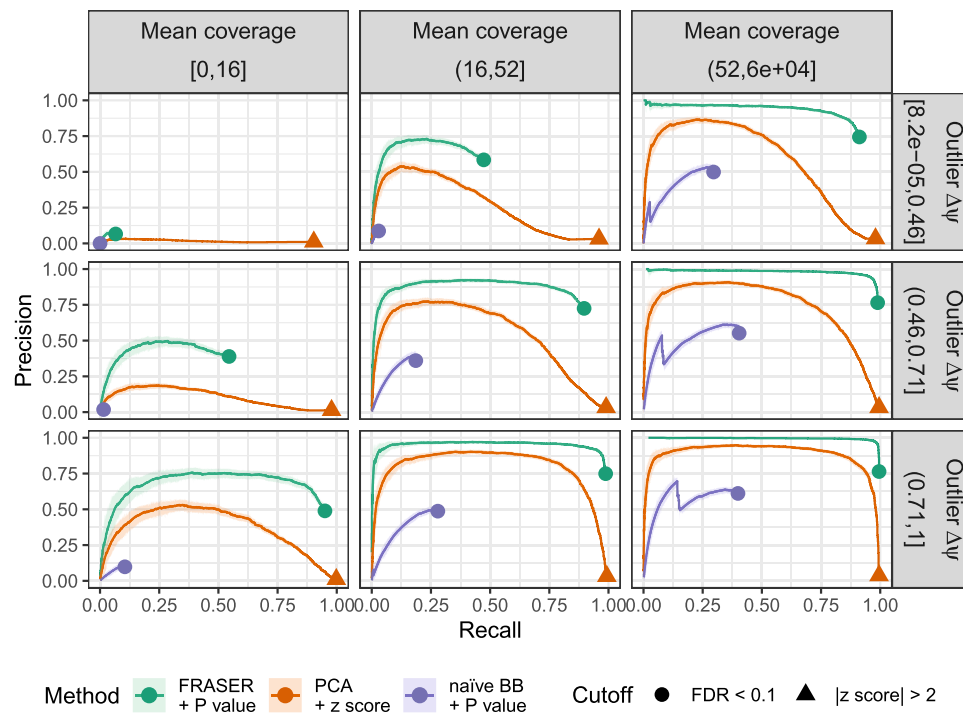 Mean coverage
[0,16]
Mean coverage
(16,52]
Mean coverage
(52,6e+04]
1.00
0.75
0.50
0.25
0.00
Outlier Δψ
[8.2e−05,0.46]
1.00
0.75
0.50
0.25
0.00
Outlier Δψ
(0.46,0.71]
1.00
0.75
0.50
0.25
0.00
Outlier Δψ
(0.71,1]
Precision
0.00 0.25 0.50 0.75 1.00
0.00 0.25 0.50 0.75 1.00
0.00 0.25 0.50 0.75 1.00
Recall
Method
FRASER
+ P value
PCA
+ z score
naïve BB
+ P value
Cutoff
FDR < 0.1
|z score| > 2